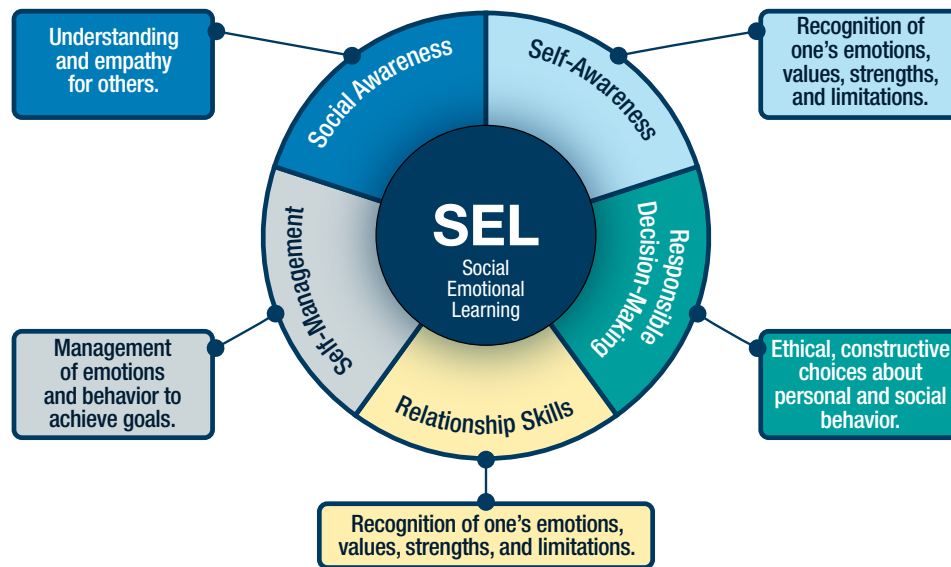 Understanding
and empathy
for others.
Social Awareness
Self-Awareness
Recognition of
one's emotions,
values, strengths,
and limitations.
SEL
Social
Emotional
Learning
Self-Management
Responsible
Decision-Making
Relationship Skills
Management
of emotions
and behavior to
achieve goals.
Ethical, constructive
choices about
personal and social
behavior.
Recognition of one's emotions,
values, strengths, and limitations.